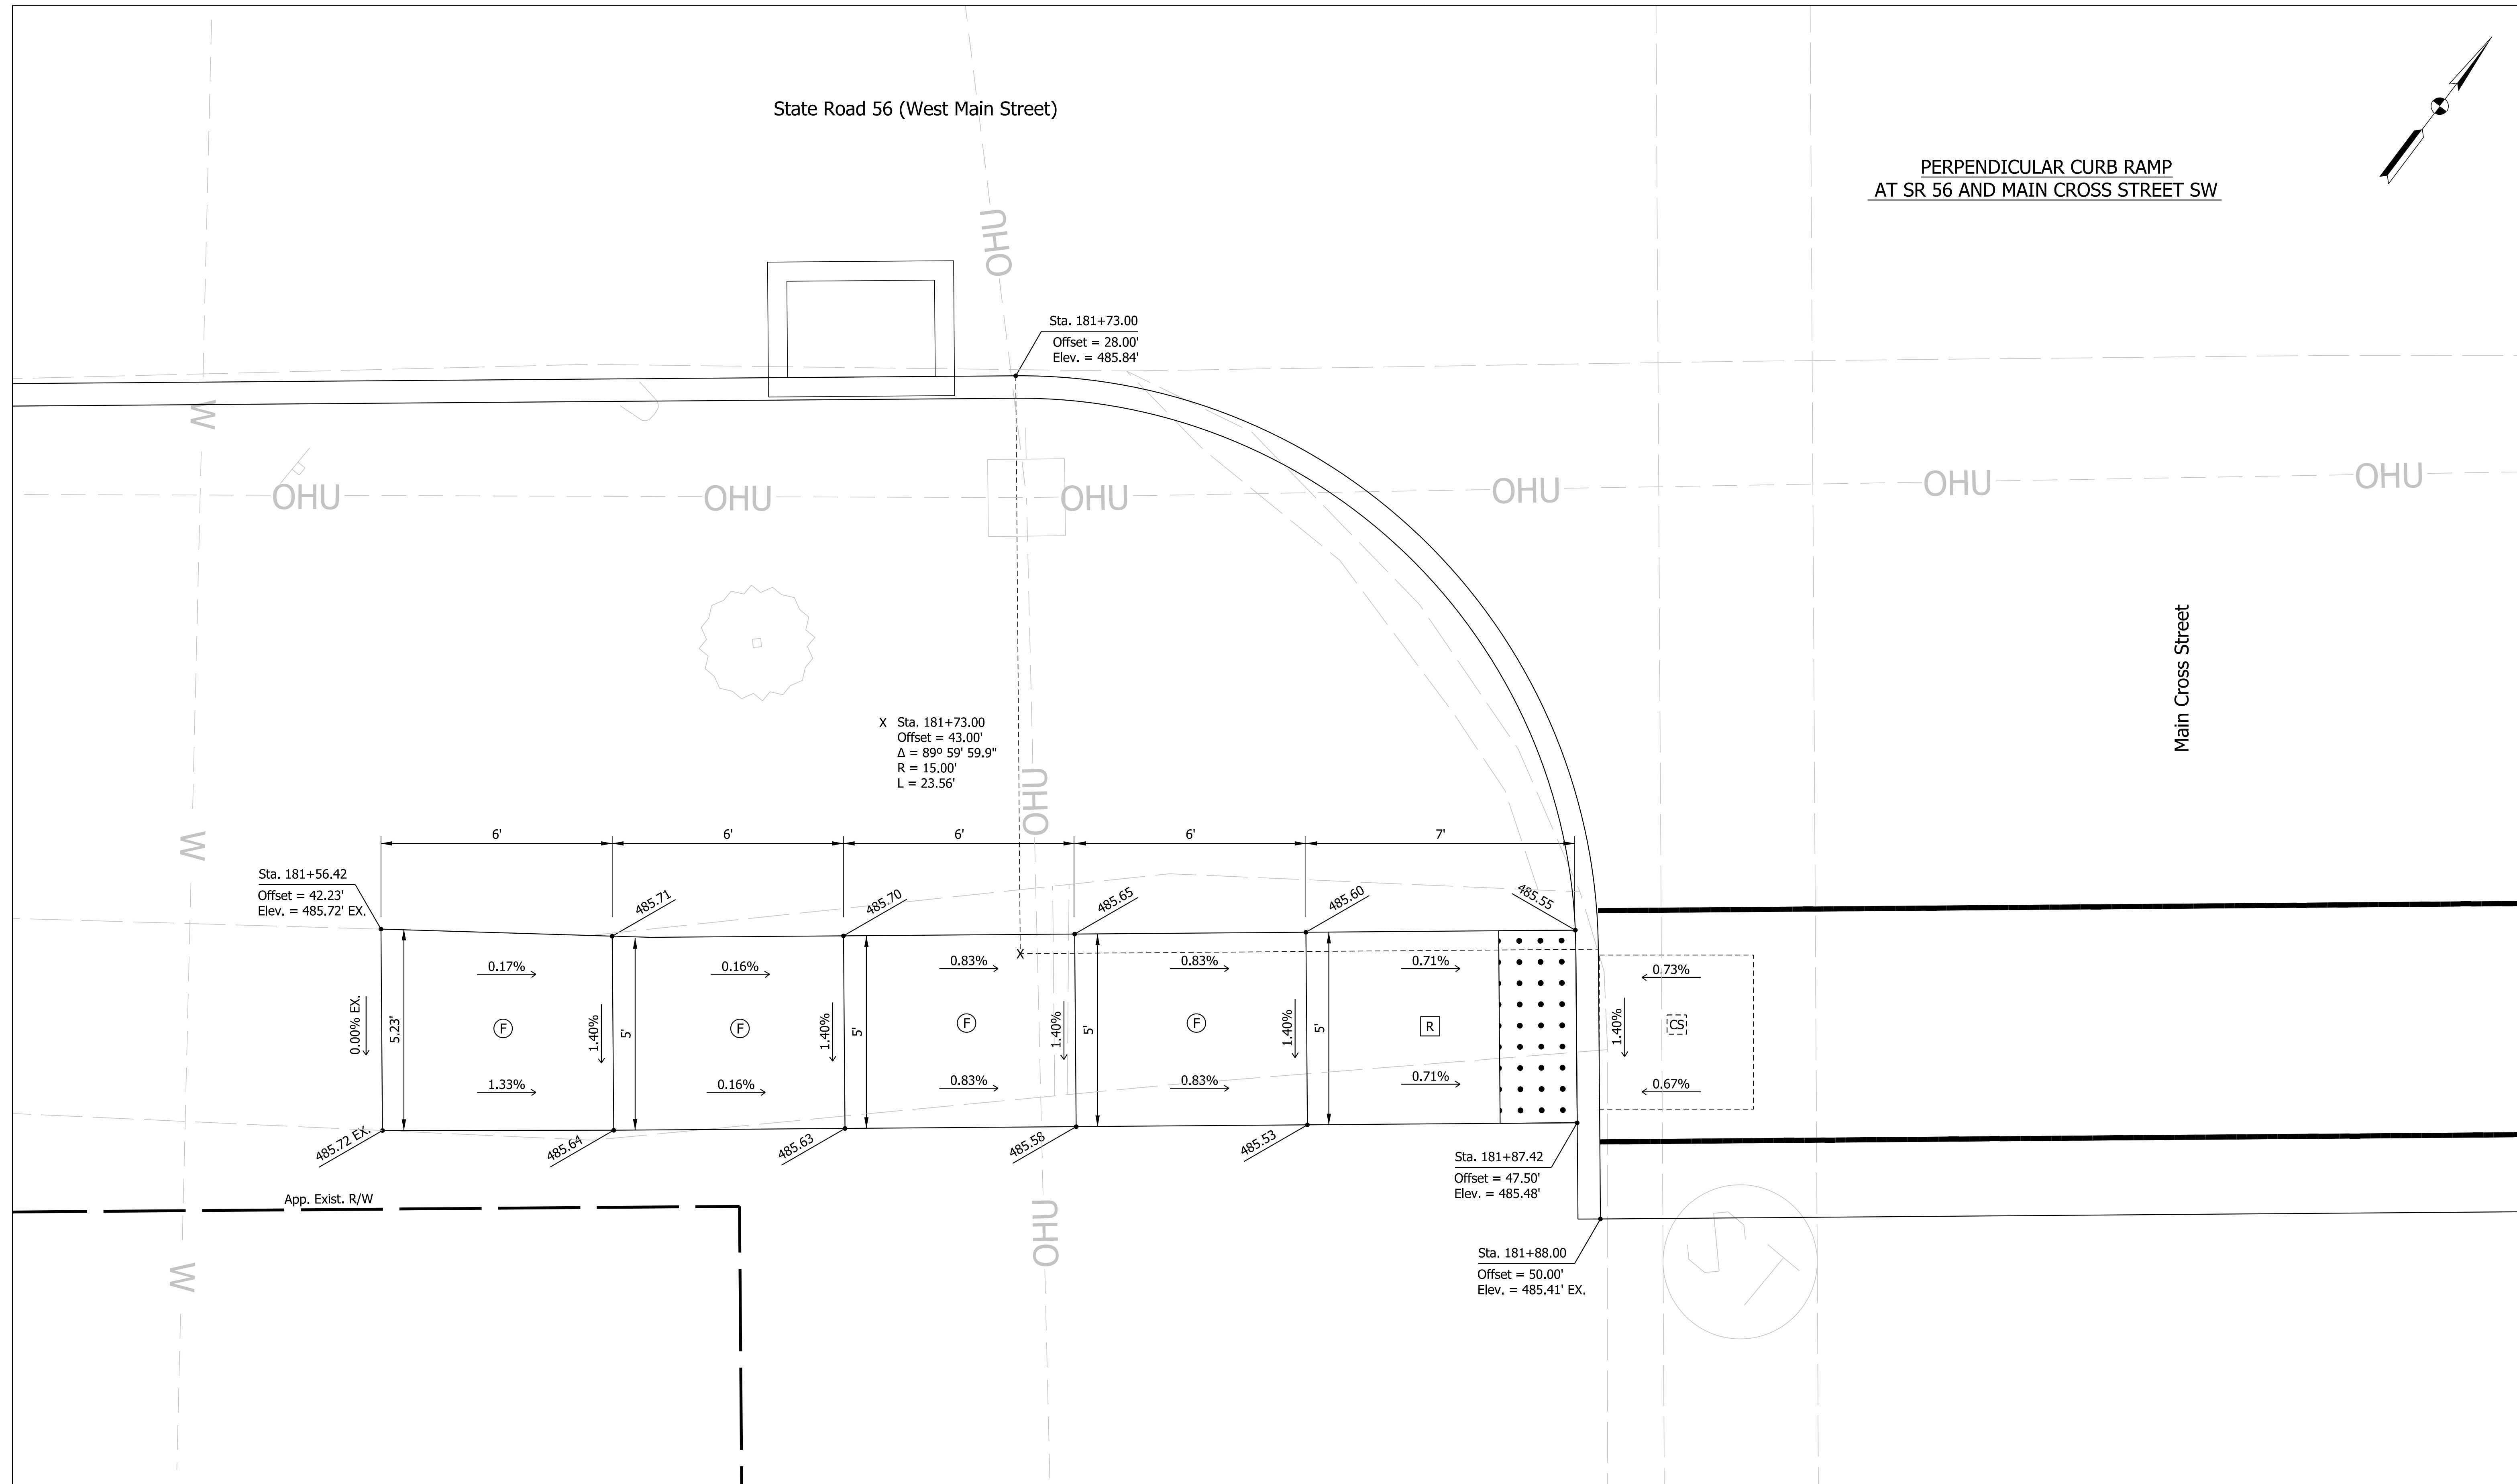 State Road 56 (West Main Street)
PERPENDICULAR CURB RAMP
AT SR 56 AND MAIN CROSS STREET SW
OHU
Sta. 181+73.00
Offset = 28.00'
Elev. = 485.84'
W
OHU
OHU
OHU
OHU
OHU
OHU
Main Cross Street
X Sta. 181+73.00
Offset = 43.00'
Δ = 89º 59' 59.9"
R = 15.00'
L = 23.56'
OHU
W
6'
6'
6'
6'
7'
Sta. 181+56.42
Offset = 42.23'
Elev. = 485.72' EX.
485.71
485.70
485.65
485.60
485.55
X
0.17%
0.16%
0.83%
0.83%
0.71%
0.73%
0.00% EX.
5.23'
F
1.40%
5'
F
1.40%
5'
F
1.40%
5'
F
1.40%
5'
R
1.40%
CS
1.33%
0.16%
0.83%
0.83%
0.71%
0.67%
485.72 EX.
485.64
485.63
485.58
485.53
Sta. 181+87.42
Offset = 47.50'
Elev. = 485.48'
App. Exist. R/W
OHU
W
ST
Sta. 181+88.00
Offset = 50.00'
Elev. = 485.41' EX.